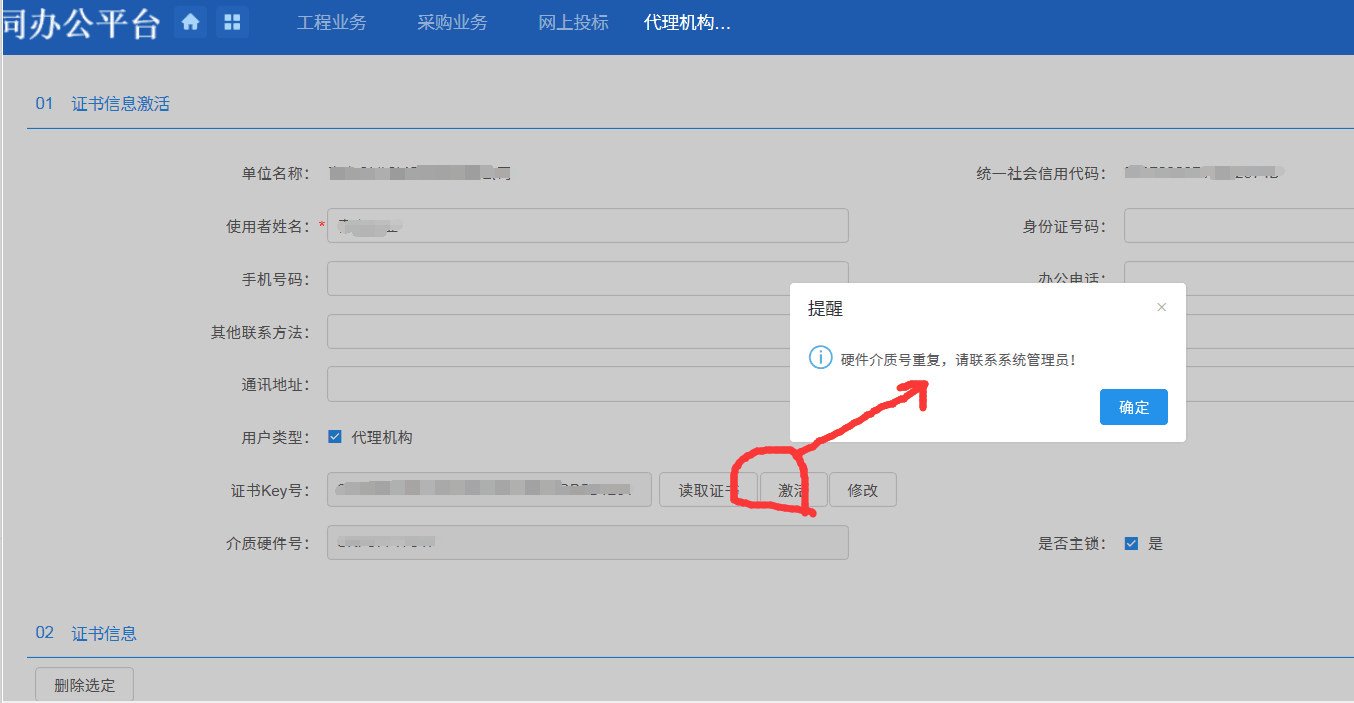 同办公平台 工程业务 采购业务 网上投标 代理机构...
01 证书信息激活
单位名称： 统一社会信用代码：
使用者姓名：* 身份证号码：
手机号码： 办公电话：
提醒 ×
其他联系方法：
硬件介质号重复，请联系系统管理员！
通讯地址：
确定
用户类型： 代理机构
证书Key号： 读取证书 激活 修改
介质硬件号： 是否主锁： 是
02 证书信息
删除选定